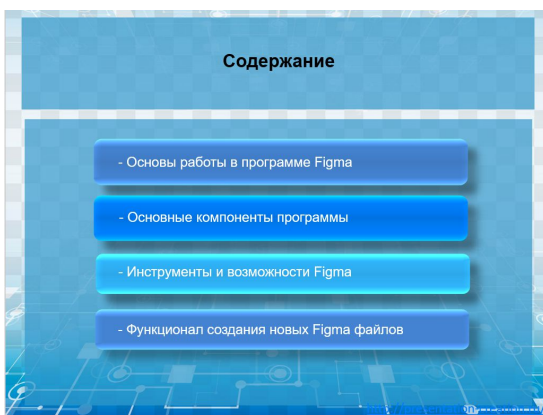 Содержание
- Основы работы в программе Figma
- Основные компоненты программы
- Инструменты и возможности Figma
- Функционал создания новых Figma файлов